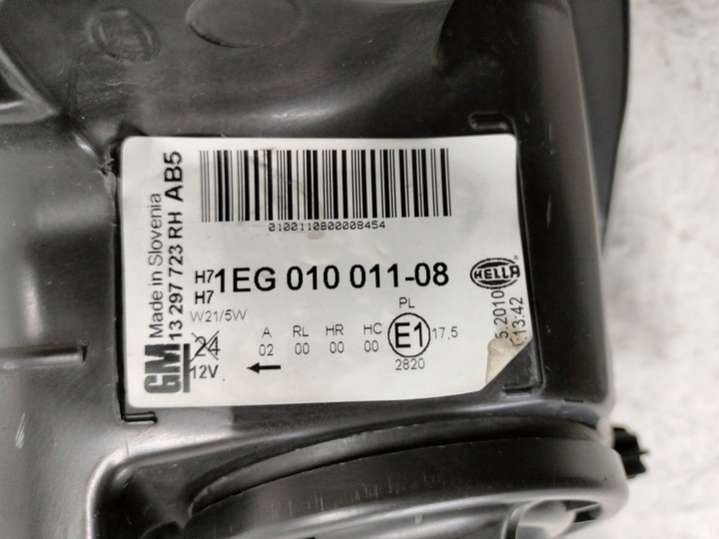 GM
Made in Slovenia
13 297 723 RH AB5
0100110800008454
H7
H7
1EG 010 011-08
HELLA
W21/5W
24
12V
A RL HR HC PL
02 00 00 00 E1 17,5
2820
5.2010
13:42